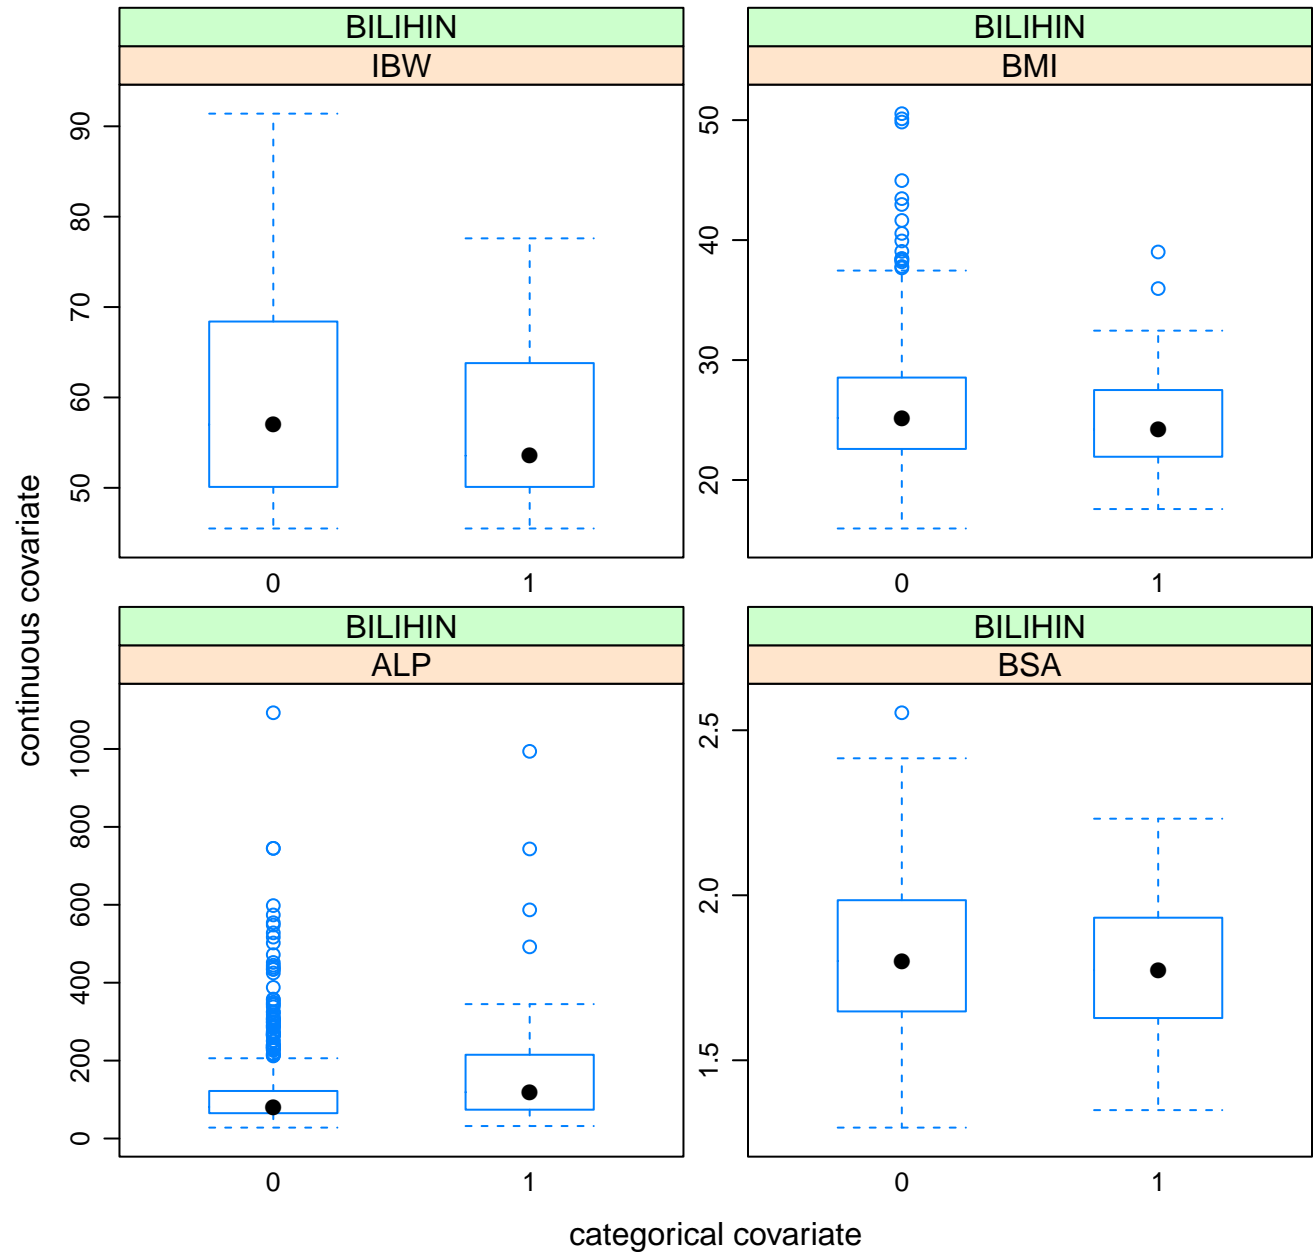 BILIHIN
IBW
90
80
70
60
50
0 1
BILIHIN
BMI
50
40
30
20
0 1
BILIHIN
ALP
1000
800
600
400
200
0
0 1
BILIHIN
BSA
2.5
2.0
1.5
0 1
continuous covariate
categorical covariate